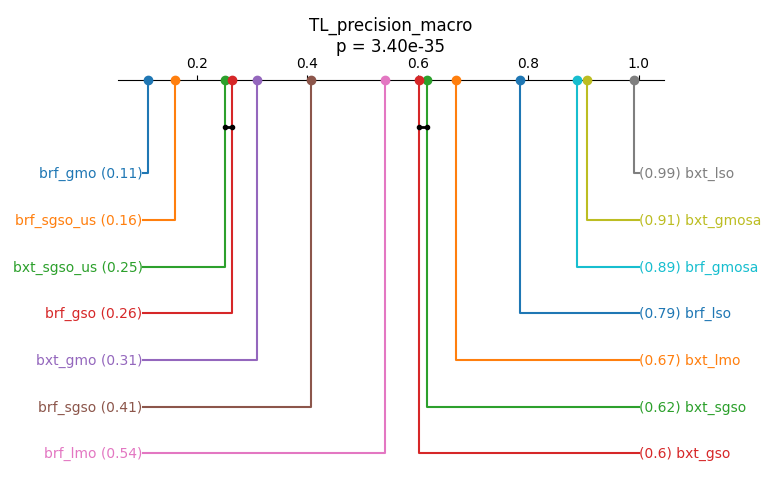 TL_precision_macro
p = 3.40e-35
0.2 0.4 0.6 0.8 1.0
brf_gmo (0.11) (0.99) bxt_lso
brf_sgso_us (0.16) (0.91) bxt_gmosa
bxt_sgso_us (0.25) (0.89) brf_gmosa
brf_gso (0.26) (0.79) brf_lso
bxt_gmo (0.31) (0.67) bxt_lmo
brf_sgso (0.41) (0.62) bxt_sgso
brf_lmo (0.54) (0.6) bxt_gso